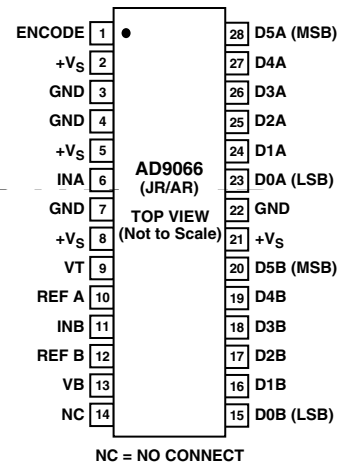 ENCODE 1 28 D5A (MSB)
+VS 2 27 D4A
GND 3 26 D3A
GND 4 25 D2A
+VS 5 24 D1A
INA 6 23 D0A (LSB)
GND 7 22 GND
+VS 8 21 +VS
VT 9 20 D5B (MSB)
REF A 10 19 D4B
INB 11 18 D3B
REF B 12 17 D2B
VB 13 16 D1B
NC 14 15 D0B (LSB)
AD9066
(JR/AR)
TOP VIEW
(Not to Scale)
NC = NO CONNECT